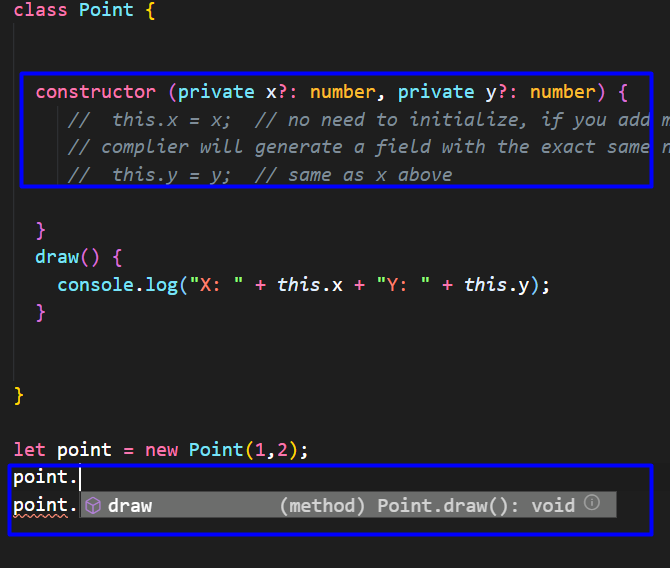 class Point {
constructor (private x?: number, private y?: number) {
// this.x = x; // no need to initialize, if you add
// complier will generate a field with the exact same
// this.y = y; // same as x above
}
draw() {
console.log("X: " + this.x + "Y: " + this.y);
}
}
let point = new Point(1,2);
point.
point. draw (method) Point.draw(): void